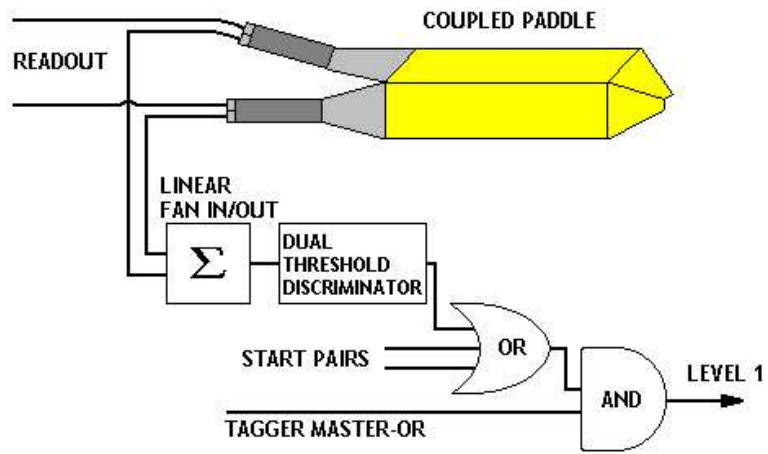 COUPLED PADDLE
READOUT
LINEAR
FAN IN/OUT
Σ
DUAL
THRESHOLD
DISCRIMINATOR
OR
START PAIRS
AND
LEVEL 1
TAGGER MASTER-OR